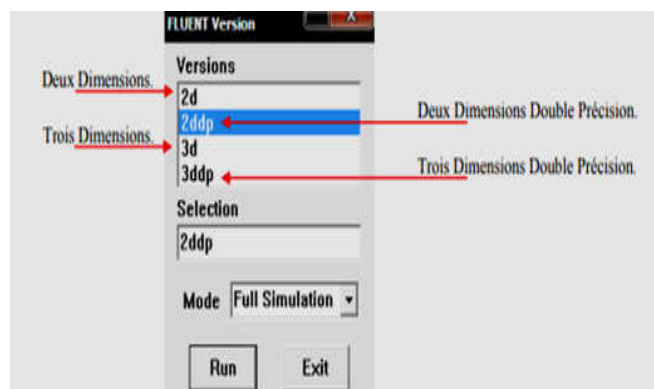 FLUENT Version
X
Versions
Deux Dimensions.
2d
2ddp
Deux Dimensions Double Précision.
Trois Dimensions.
3d
3ddp
Trois Dimensions Double Précision.
Selection
2ddp
Mode Full Simulation
Run Exit